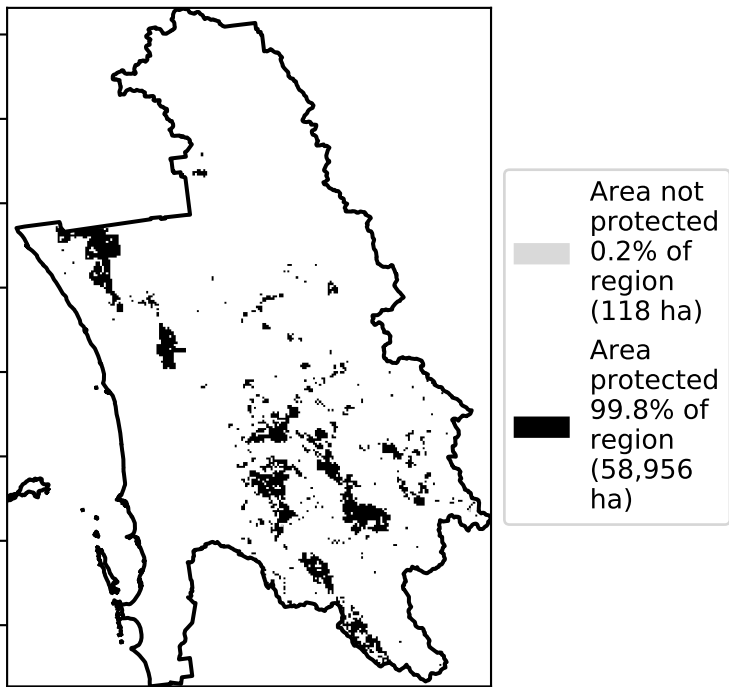 Area not
protected
0.2% of
region
(118 ha)
Area
protected
99.8% of
region
(58,956
ha)